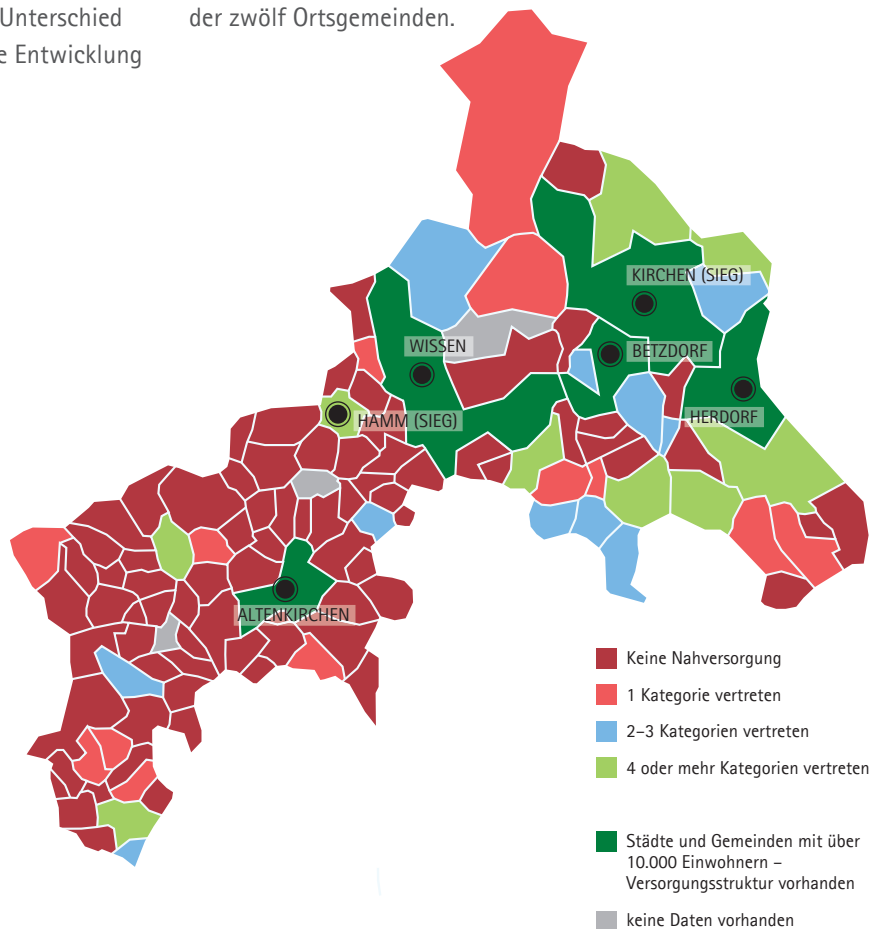 Unterschied
e Entwicklung
der zwölf Ortsgemeinden.
KIRCHEN (SIEG)
WISSEN
BETZDORF
HERDORF
HAMM (SIEG)
ALTENKIRCHEN
Keine Nahversorgung
1 Kategorie vertreten
2–3 Kategorien vertreten
4 oder mehr Kategorien vertreten
Städte und Gemeinden mit über
10.000 Einwohnern –
Versorgungsstruktur vorhanden
keine Daten vorhanden